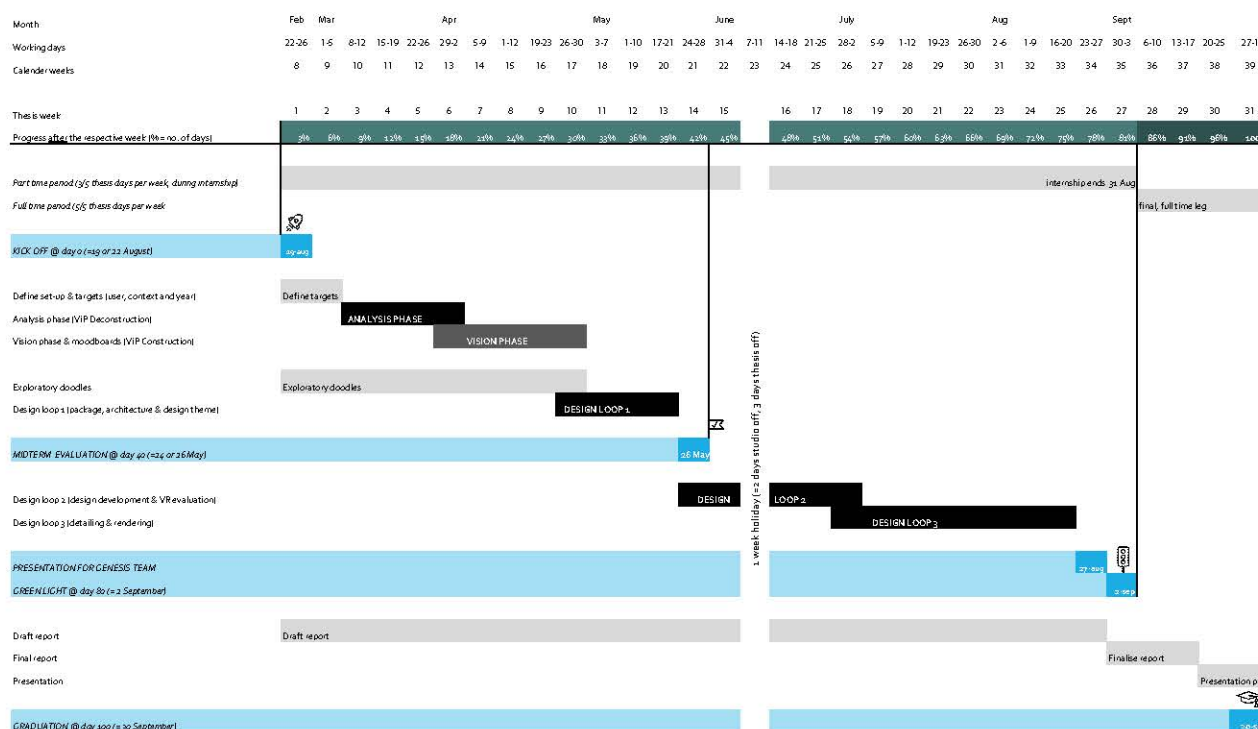 Month Feb Mar Apr May June July Aug Sept
Working days 22-26 1-5 8-12 15-19 22-26 29-2 5-9 1-12 19-23 26-30 3-7 1-10 17-21 24-28 31-4 7-11 14-18 21-25 28-2 5-9 1-12 19-23 26-30 2-6 1-9 16-20 23-27 30-3 6-10 13-17 20-25 27-1
Calender weeks 8 9 10 11 12 13 14 15 16 17 18 19 20 21 22 23 24 25 26 27 28 29 30 31 32 33 34 35 36 37 38 39
Thesis week 1 2 3 4 5 6 7 8 9 10 11 12 13 14 15 16 17 18 19 20 21 22 23 24 25 26 27 28 29 30 31
Progress after the respective week (% = no. of days) 3% 6% 9% 12% 15% 18% 21% 24% 27% 30% 33% 36% 39% 42% 45% 48% 51% 54% 57% 60% 63% 66% 69% 72% 75% 78% 81% 86% 91% 96% 100
Part time period (3/5 thesis days per week, during internship) internship ends 31 Aug
Full time period (5/5 thesis days per week final, full time leg
KICK OFF @ day 0 (=19 or 22 August) 19-aug
Define set-up & targets (user, context and year) Define targets
Analysis phase (ViP Deconstruction) ANALYSIS PHASE
Vision phase & moodboards (ViP Construction) VISION PHASE
Exploratory doodles Exploratory doodles
Design loop 1 (package, architecture & design theme) DESIGN LOOP 1
MIDTERM EVALUATION @ day 40 (=24 or 26 May) 26 May
1 week holiday (=2 days studio off, 3 days thesis off)
Design loop 2 (design development & VR evaluation) DESIGN LOOP 2
Design loop 3 (detailing & rendering) DESIGN LOOP 3
PRESENTATION FOR GENESIS TEAM 27-aug
GREEN LIGHT @ day 80 (= 2 September) 2-sep
Draft report Draft report
Final report Finalise report
Presentation Presentation p
GRADUATION @ day 100 (= 30 September)